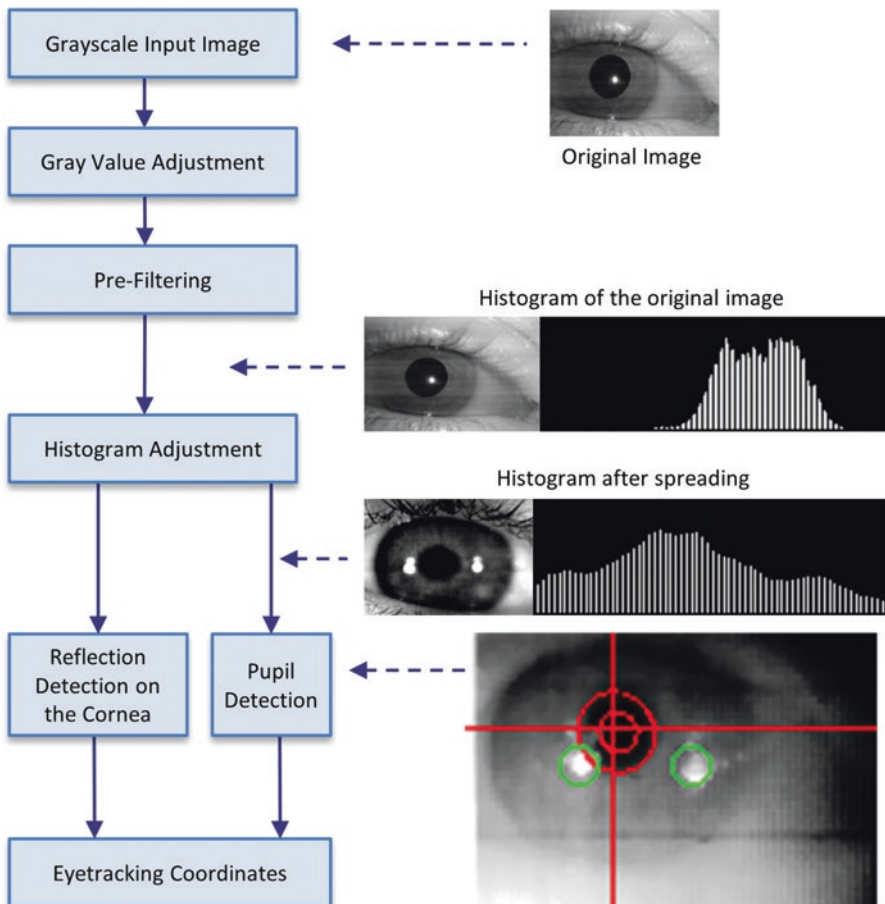 Grayscale Input Image
Original Image
Gray Value Adjustment
Pre-Filtering
Histogram of the original image
Histogram Adjustment
Histogram after spreading
Reflection
Detection on
the Cornea
Pupil
Detection
Eyetracking Coordinates